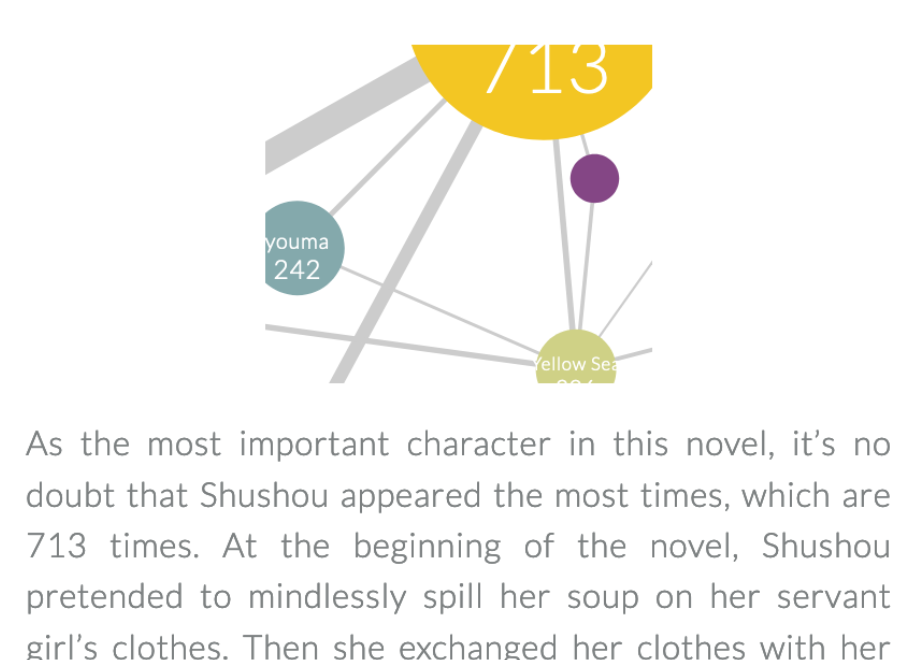 713
youma
242
Yellow Sea
As the most important character in this novel, it’s no
doubt that Shushou appeared the most times, which are
713 times. At the beginning of the novel, Shushou
pretended to mindlessly spill her soup on her servant
girl’s clothes. Then she exchanged her clothes with her